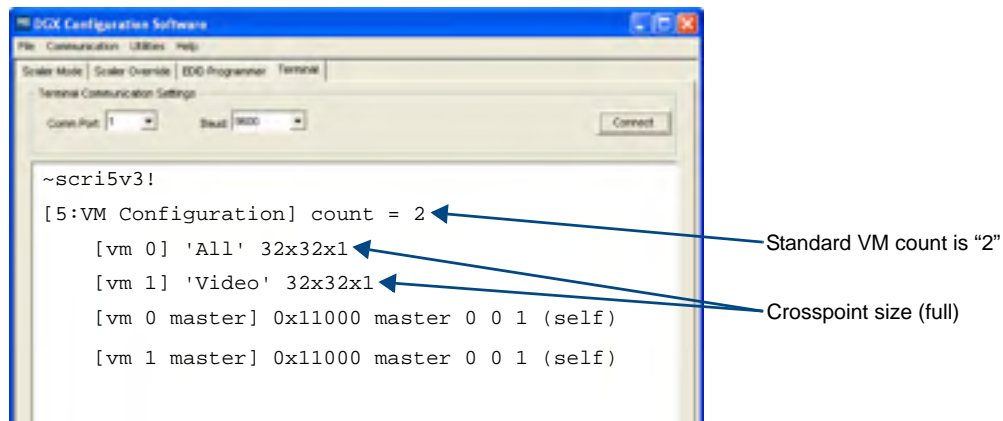 DGX Configuration Software
File Communication Utilities Help
Scaler Mode Scaler Override EDID Programmer Terminal
Terminal Communication Settings
Comm Port 1 Baud 9600 Connect
~scri5v3!
[5:VM Configuration] count = 2
[vm 0] 'All' 32x32x1
[vm 1] 'Video' 32x32x1
[vm 0 master] 0x11000 master 0 0 1 (self)
[vm 1 master] 0x11000 master 0 0 1 (self)
Standard VM count is “2”
Crosspoint size (full)